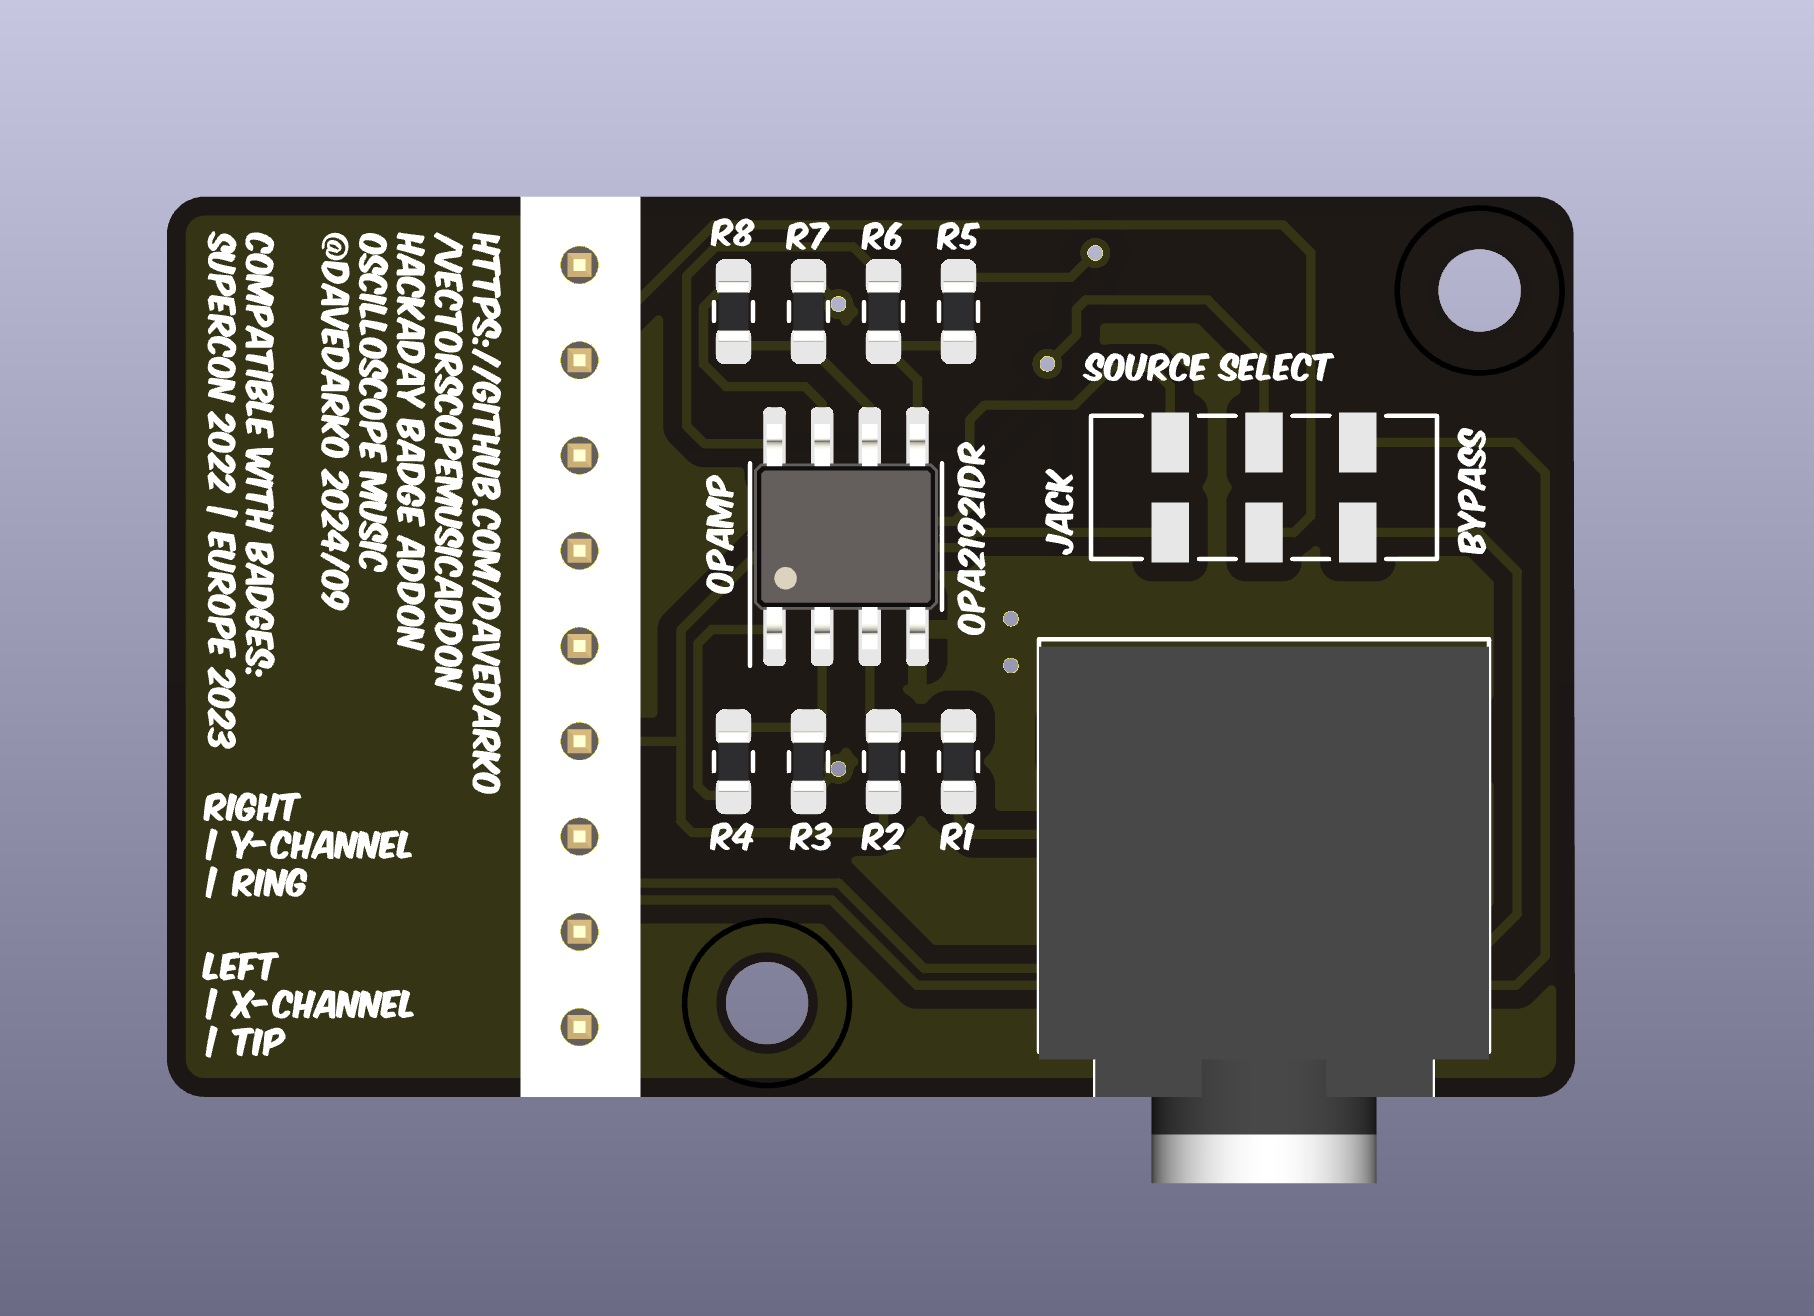 HTTPS://GITHUB.COM/DAVEDARKO
/VECTORSCOPEMUSICADDON
HACKADAY BADGE ADDON
OSCILLOSCOPE MUSIC
@DAVEDARKO 2024/09
COMPATIBLE WITH BADGES:
SUPERCON 2022 | EUROPE 2023
RIGHT
| Y-CHANNEL
| RING
LEFT
| X-CHANNEL
| TIP
R8 R7 R6 R5
OPAMP
OPA2192IDR
R4 R3 R2 R1
SOURCE SELECT
JACK
BYPASS